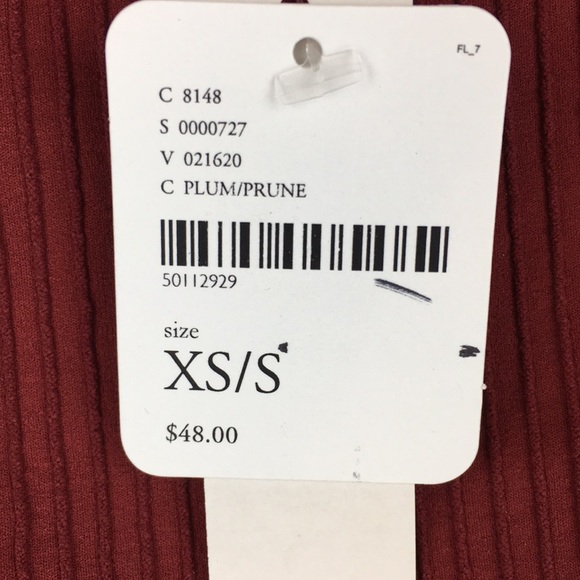 FL_7
C 8148
S 0000727
V 021620
C PLUM/PRUNE
50112929
size
XS/S
$48.00